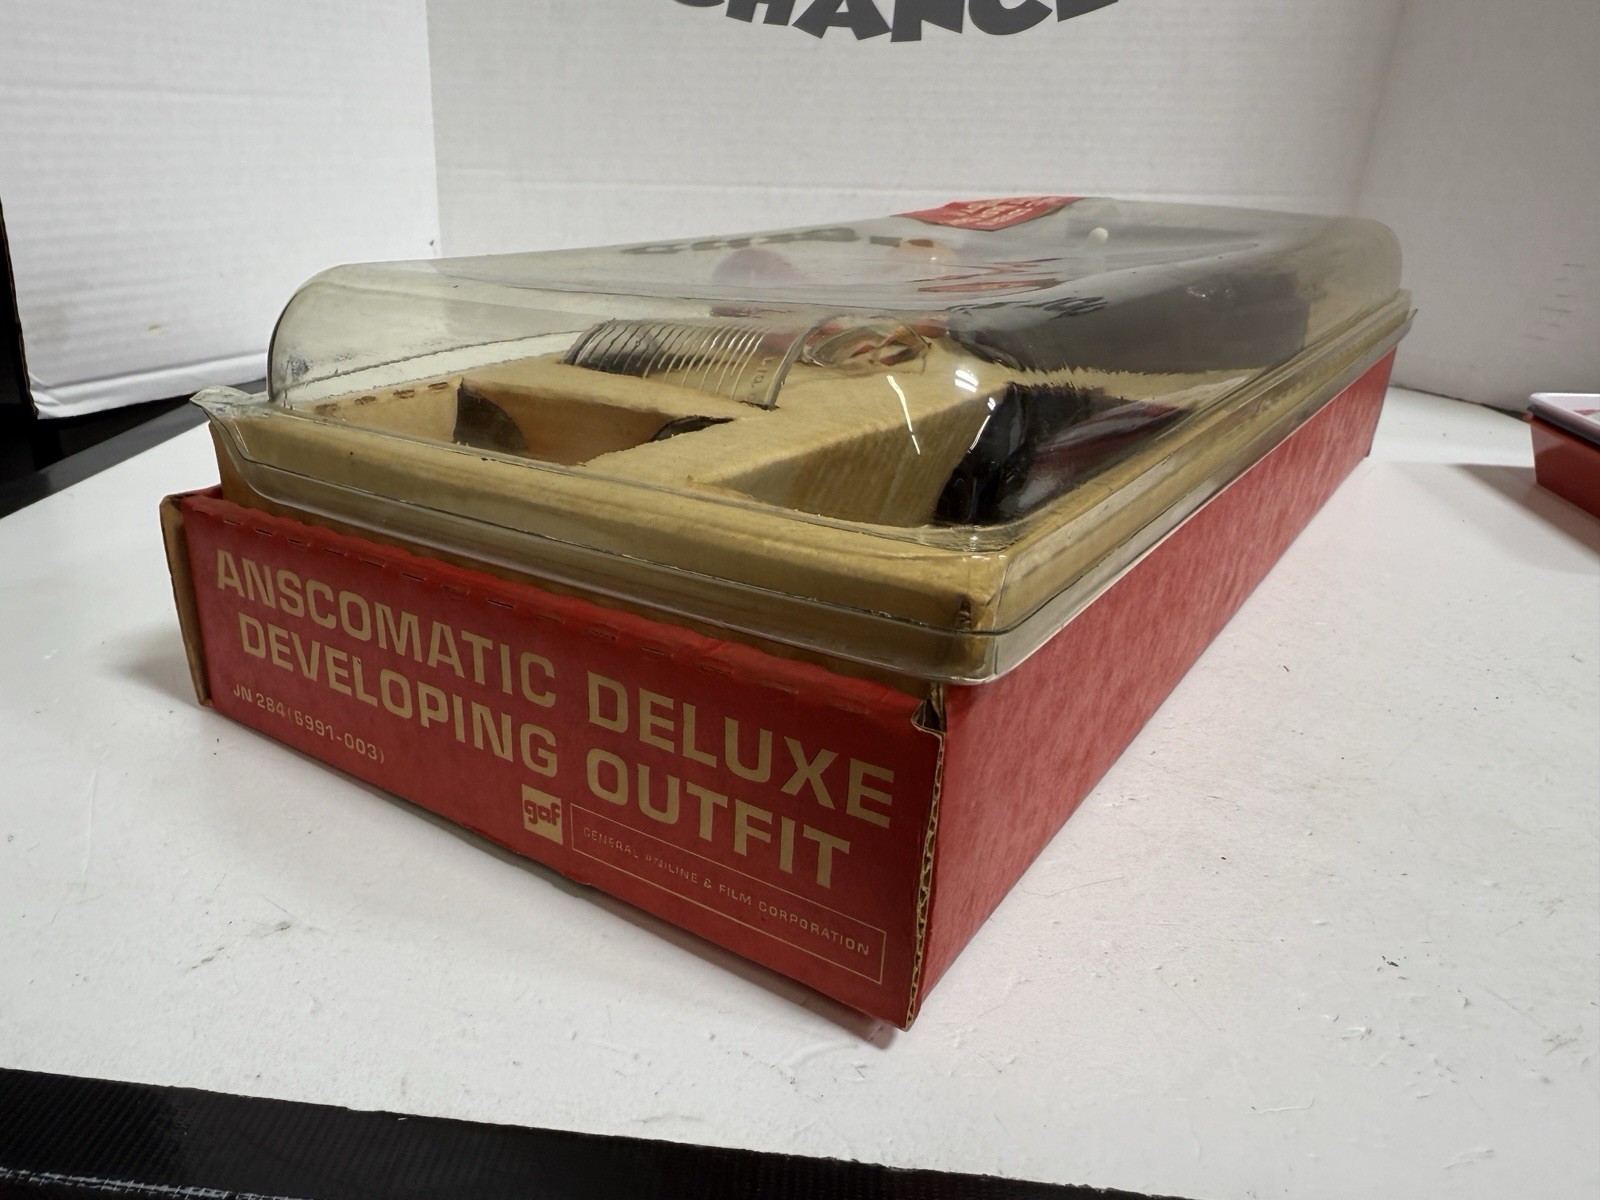 CHANCE
ANSCOMATIC DELUXE
DEVELOPING OUTFIT
JN 284(6991-003)
gaf
GENERAL ANILINE & FILM CORPORATION